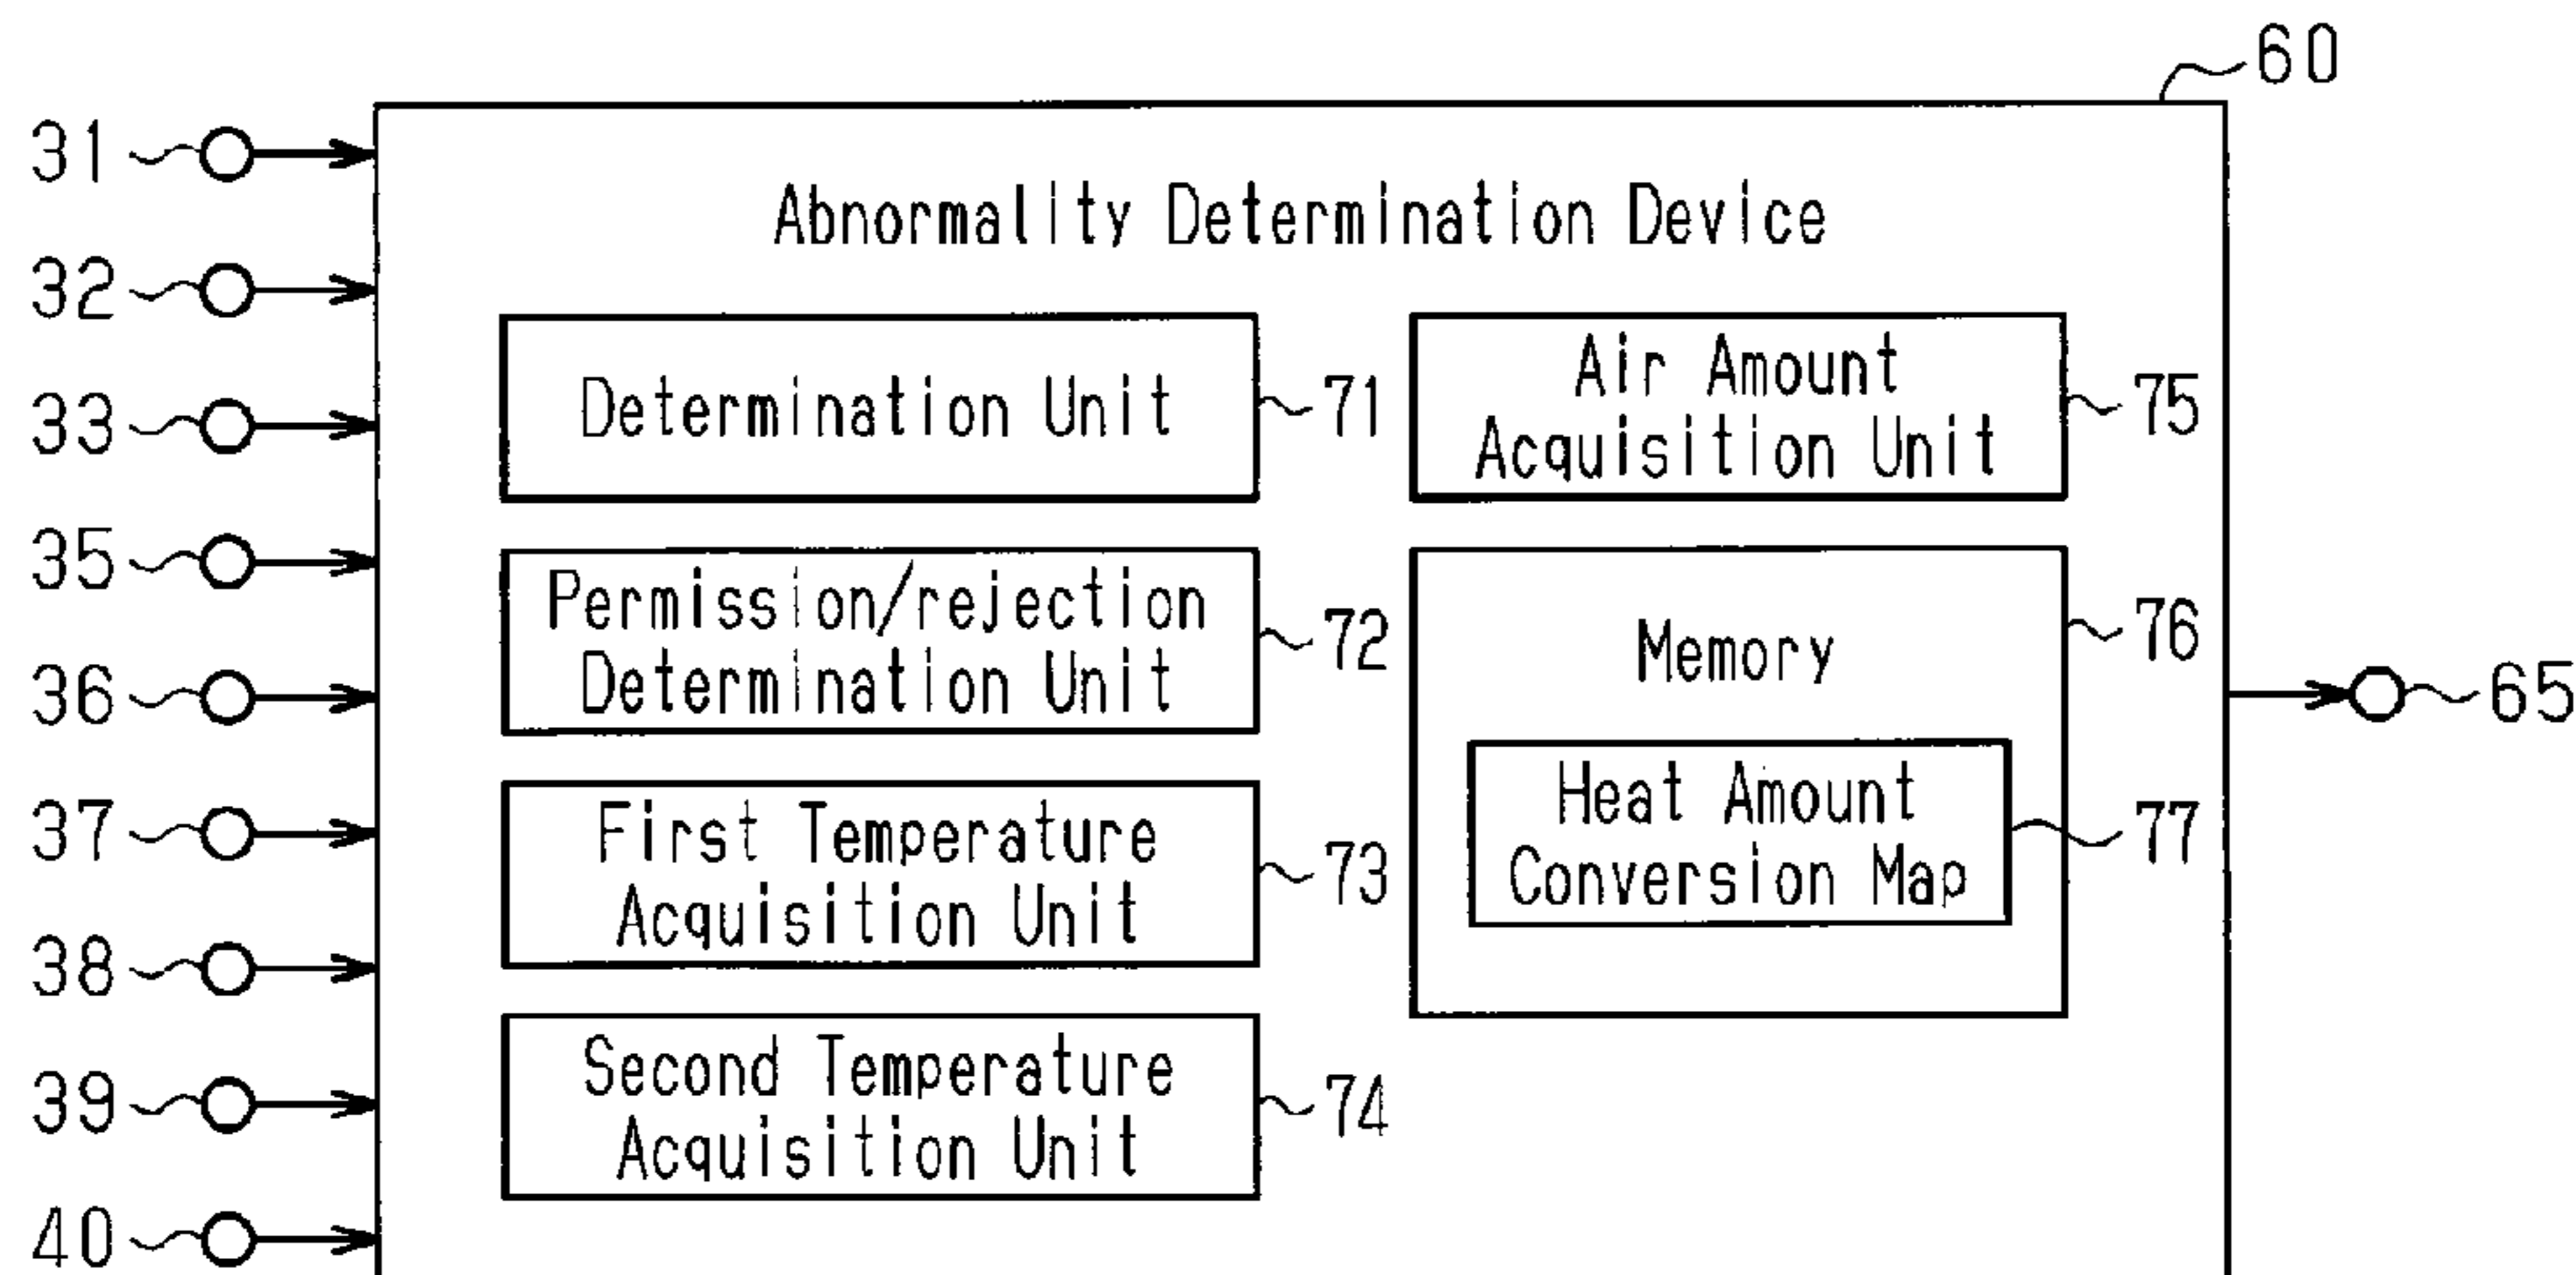 60
31
Abnormality Determination Device
32
33
Determination Unit
71
Air Amount
Acquisition Unit
75
35
Permission/rejection
Determination Unit
72
Memory
76
36
65
37
First Temperature
Acquisition Unit
73
Heat Amount
Conversion Map
77
38
39
Second Temperature
Acquisition Unit
74
40